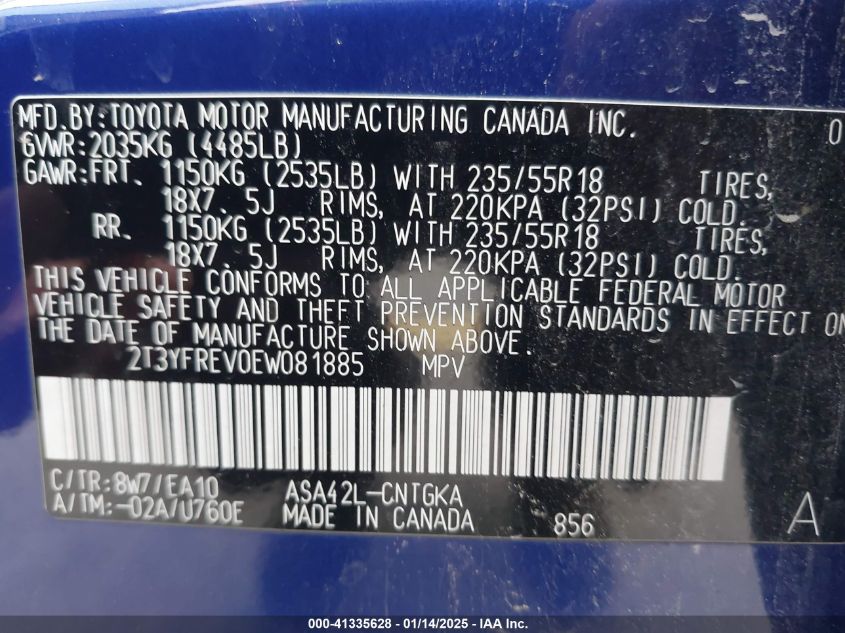 MFD.BY:TOYOTA MOTOR MANUFACTURING CANADA INC. 0
GVWR:2035KG (4485LB)
GAWR:FRT. 1150KG (2535LB) WITH 235/55R18 TIRES,
18X7.5J RIMS, AT 220KPA (32PSI) COLD.
RR. 1150KG (2535LB) WITH 235/55R18 TIRES,
18X7.5J RIMS, AT 220KPA (32PSI) COLD.
THIS VEHICLE CONFORMS TO ALL APPLICABLE FEDERAL MOTOR
VEHICLE SAFETY AND THEFT PREVENTION STANDARDS IN EFFECT ON
THE DATE OF MANUFACTURE SHOWN ABOVE.
2T3YFREV0EW081885 MPV
C/TR:8W7/EA10 ASA42L-CNTGKA
A/TM:-02A/U760E MADE IN CANADA 856 A
000-41335628 - 01/14/2025 - IAA Inc.